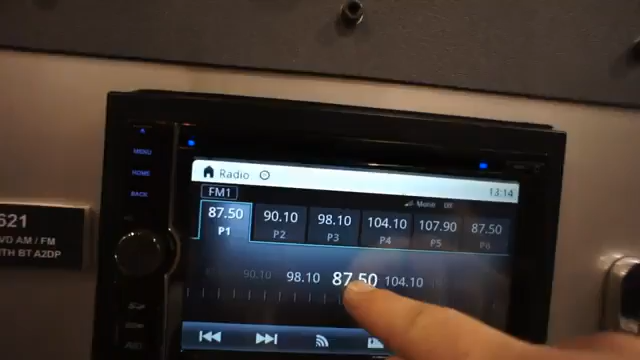 MENU
HOME
BACK
Radio
13:14
FM1
Mono
87.50 90.10 98.10 104.10 107.90 87.50
P1 P2 P3 P4 P5 P6
90.10 98.10 87.50 104.10
621
VD AM / FM
TH BT A2DP